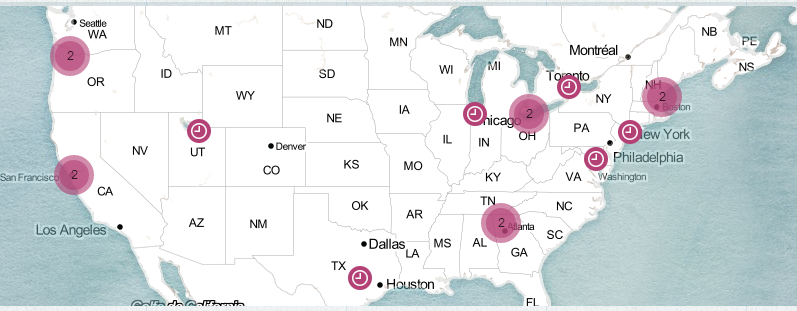 Seattle
WA
MT
ND
MN
Montréal
NB
PE
NS
2
OR
ID
WY
SD
WI
MI
Toronto
NH
2
Boston
NY
NE
IA
Chicago
2
OH
PA
New York
NV
UT
Denver
CO
KS
MO
IL
IN
KY
VA
Philadelphia
Washington
San Francisco
2
CA
AZ
NM
OK
AR
TN
NC
2
Atlanta
SC
Los Angeles
Dallas
LA
MS
AL
GA
TX
Houston
FL
Golfo de California